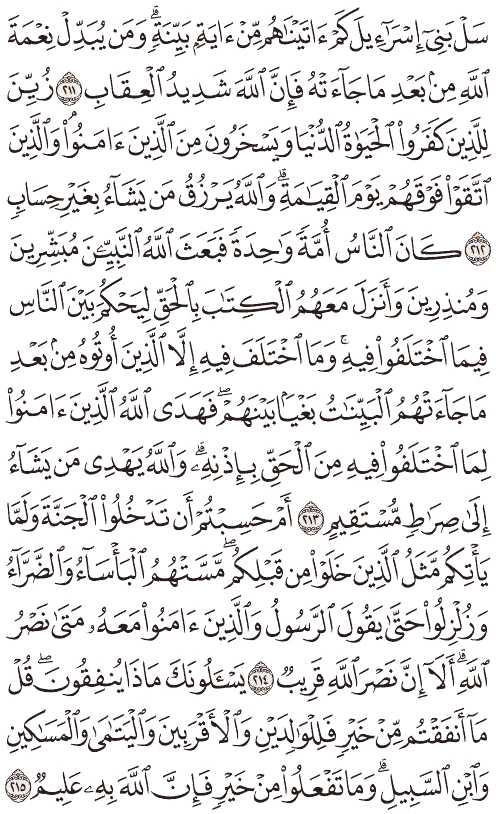 سَلْ بَنِىٓ إِسْرَٰٓءِيلَ كَمْ ءَاتَيْنَٰهُم مِّنْ ءَايَةٍۭ بَيِّنَةٍۗ وَمَن يُبَدِّلْ نِعْمَةَ
ٱللَّهِ مِنۢ بَعْدِ مَا جَآءَتْهُ فَإِنَّ ٱللَّهَ شَدِيدُ ٱلْعِقَابِ ٢١١ زُيِّنَ
لِلَّذِينَ كَفَرُوا۟ ٱلْحَيَوٰةُ ٱلدُّنْيَا وَيَسْخَرُونَ مِنَ ٱلَّذِينَ ءَامَنُوا۟ۘ وَٱلَّذِينَ
ٱتَّقَوْا۟ فَوْقَهُمْ يَوْمَ ٱلْقِيَٰمَةِۗ وَٱللَّهُ يَرْزُقُ مَن يَشَآءُ بِغَيْرِ حِسَابٍ
٢١٢ كَانَ ٱلنَّاسُ أُمَّةً وَٰحِدَةً فَبَعَثَ ٱللَّهُ ٱلنَّبِيِّۦنَ مُبَشِّرِينَ
وَمُنذِرِينَ وَأَنزَلَ مَعَهُمُ ٱلْكِتَٰبَ بِٱلْحَقِّ لِيَحْكُمَ بَيْنَ ٱلنَّاسِ
فِيمَا ٱخْتَلَفُوا۟ فِيهِۚ وَمَا ٱخْتَلَفَ فِيهِ إِلَّا ٱلَّذِينَ أُوتُوهُ مِنۢ بَعْدِ
مَا جَآءَتْهُمُ ٱلْبَيِّنَٰتُ بَغْيًۢا بَيْنَهُمْۖ فَهَدَى ٱللَّهُ ٱلَّذِينَ ءَامَنُوا۟
لِمَا ٱخْتَلَفُوا۟ فِيهِ مِنَ ٱلْحَقِّ بِإِذْنِهِۦۗ وَٱللَّهُ يَهْدِى مَن يَشَآءُ
إِلَىٰ صِرَٰطٍ مُّسْتَقِيمٍ ٢١٣ أَمْ حَسِبْتُمْ أَن تَدْخُلُوا۟ ٱلْجَنَّةَ وَلَمَّا
يَأْتِكُم مَّثَلُ ٱلَّذِينَ خَلَوْا۟ مِن قَبْلِكُمۖ مَّسَّتْهُمُ ٱلْبَأْسَآءُ وَٱلضَّرَّآءُ
وَزُلْزِلُوا۟ حَتَّىٰ يَقُولَ ٱلرَّسُولُ وَٱلَّذِينَ ءَامَنُوا۟ مَعَهُۥ مَتَىٰ نَصْرُ
ٱللَّهِۗ أَلَآ إِنَّ نَصْرَ ٱللَّهِ قَرِيبٌ ٢١٤ يَسْـَٔلُونَكَ مَاذَا يُنفِقُونَۖ قُلْ
مَآ أَنفَقْتُم مِّنْ خَيْرٍ فَلِلْوَٰلِدَيْنِ وَٱلْأَقْرَبِينَ وَٱلْيَتَٰمَىٰ وَٱلْمَسَٰكِينِ
وَٱبْنِ ٱلسَّبِيلِۗ وَمَا تَفْعَلُوا۟ مِنْ خَيْرٍ فَإِنَّ ٱللَّهَ بِهِۦ عَلِيمٌ ٢١٥